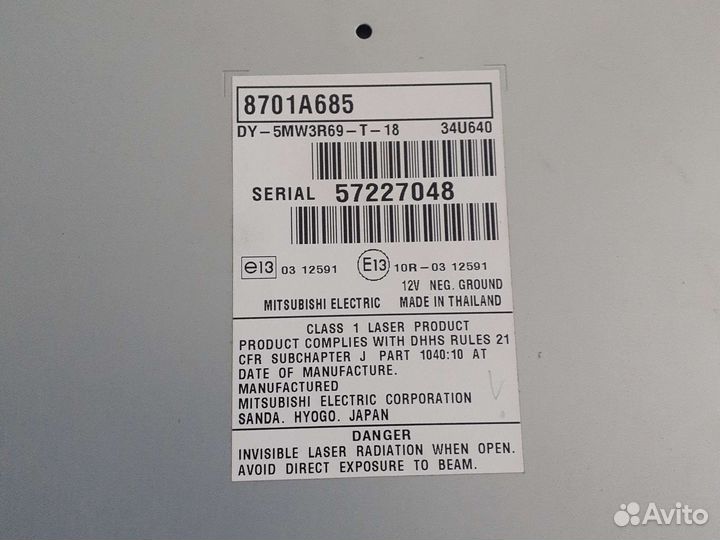 8701A685
DY-5MW3R69-T-18 34U640
SERIAL 57227048
e13 03 12591 E13 10R-03 12591
12V NEG. GROUND
MITSUBISHI ELECTRIC MADE IN THAILAND
CLASS 1 LASER PRODUCT
PRODUCT COMPLIES WITH DHHS RULES 21
CFR SUBCHAPTER J PART 1040:10 AT
DATE OF MANUFACTURE.
MANUFACTURED
MITSUBISHI ELECTRIC CORPORATION
SANDA. HYOGO. JAPAN
DANGER
INVISIBLE LASER RADIATION WHEN OPEN.
AVOID DIRECT EXPOSURE TO BEAM.
Avito